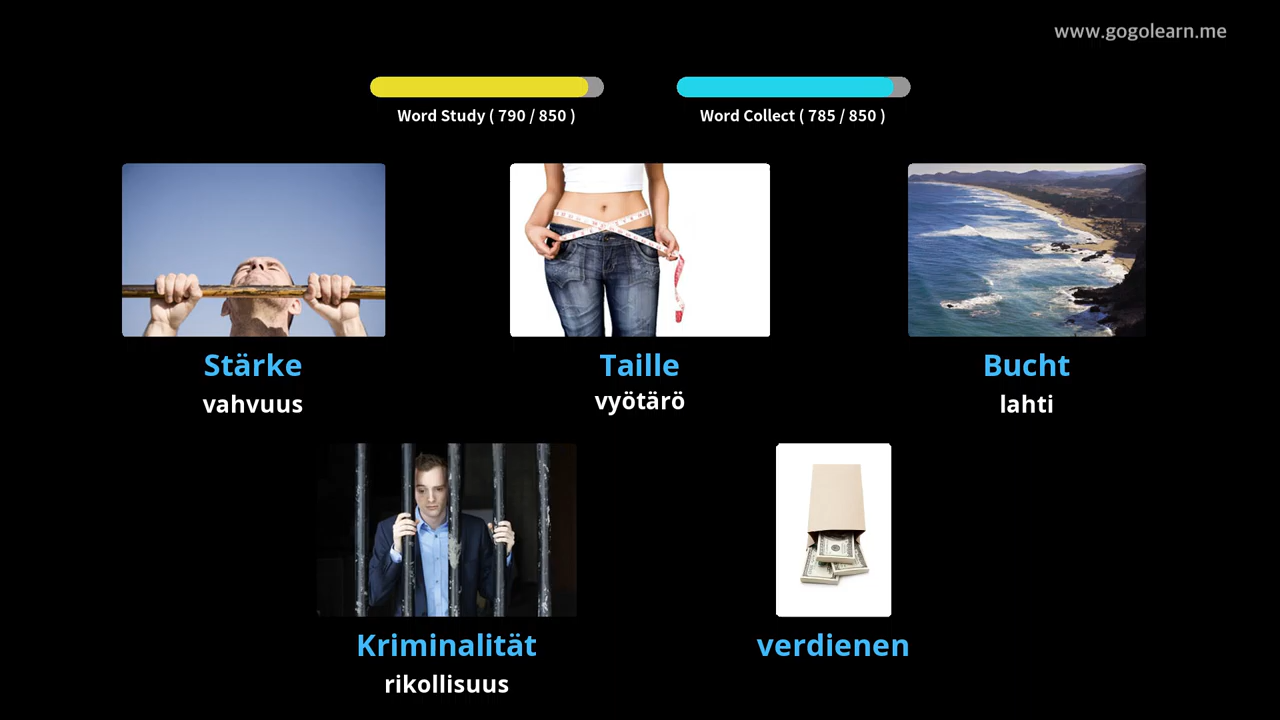 www.gogolearn.me
Word Study ( 790 / 850 )
Word Collect ( 785 / 850 )
Stärke
vahvuus
Taille
vyötärö
Bucht
lahti
Kriminalität
rikollisuus
verdienen